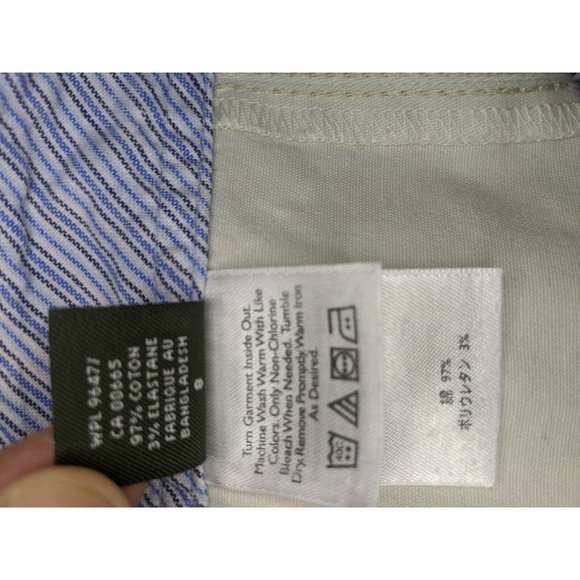 WPL 9647/
CA 00665
97% COTON
3% ELASTANE
FABRIQUE AU
BANGLADESH
8
Turn Garment Inside Out.
Machine Wash Warm With Like
Colors. Only Non-Chlorine
Bleach When Needed. Tumble
Dry. Remove Promptly. Warm Iron
As Desired.
40C
綿 97%
ポリウレタン 3%